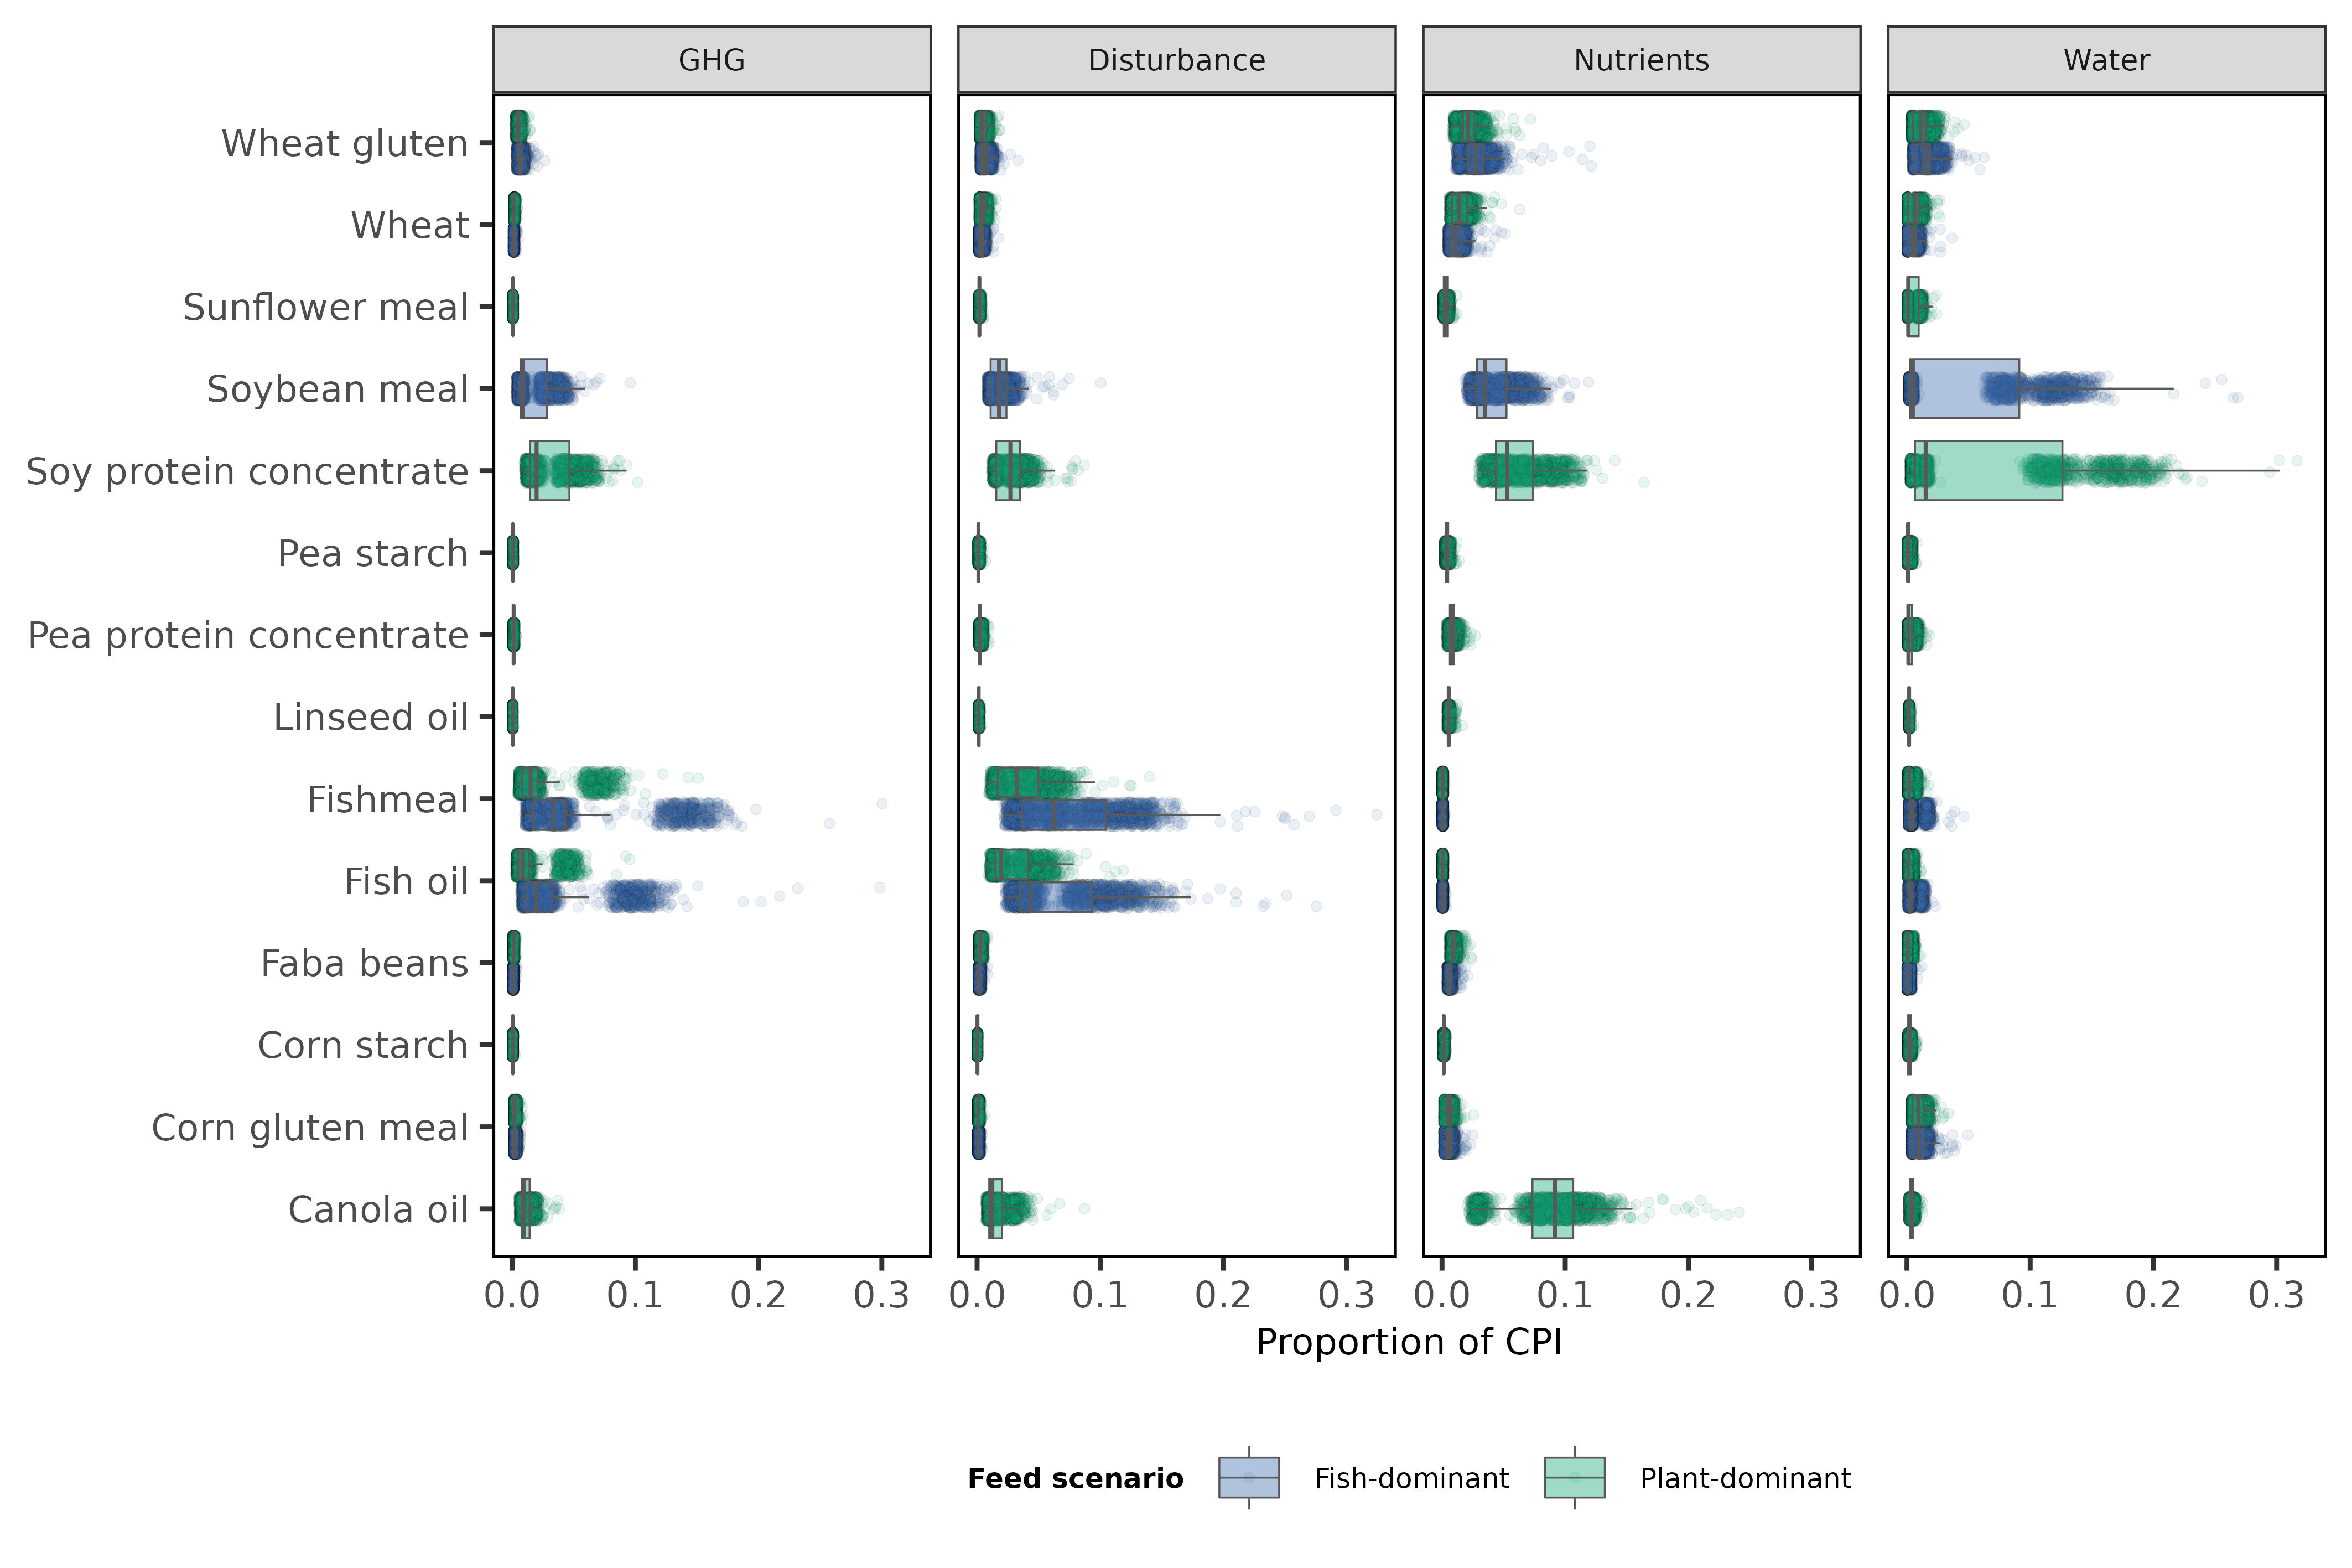 GHG Disturbance Nutrients Water
Wheat gluten
Wheat
Sunflower meal
Soybean meal
Soy protein concentrate
Pea starch
Pea protein concentrate
Linseed oil
Fishmeal
Fish oil
Faba beans
Corn starch
Corn gluten meal
Canola oil
0.0 0.1 0.2 0.3 0.0 0.1 0.2 0.3 0.0 0.1 0.2 0.3 0.0 0.1 0.2 0.3
Proportion of CPI
Feed scenario Fish-dominant Plant-dominant